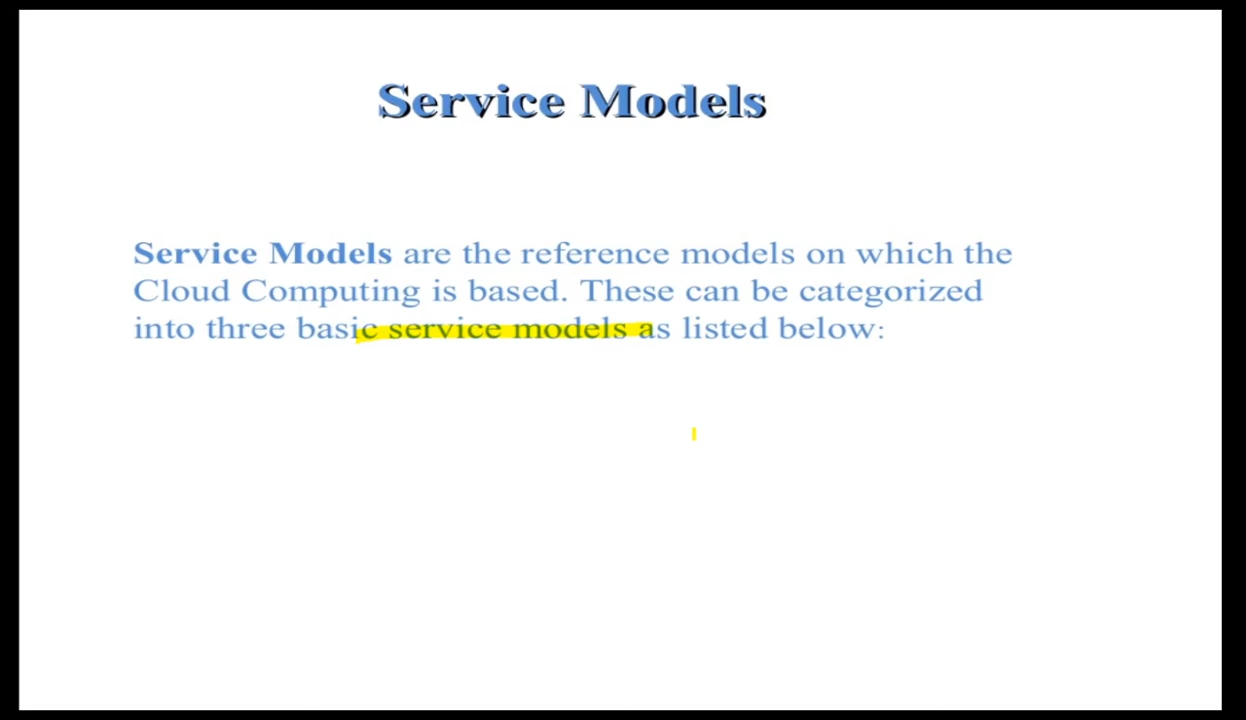 Service Models
Service Models are the reference models on which the
Cloud Computing is based. These can be categorized
into three basic service models as listed below: